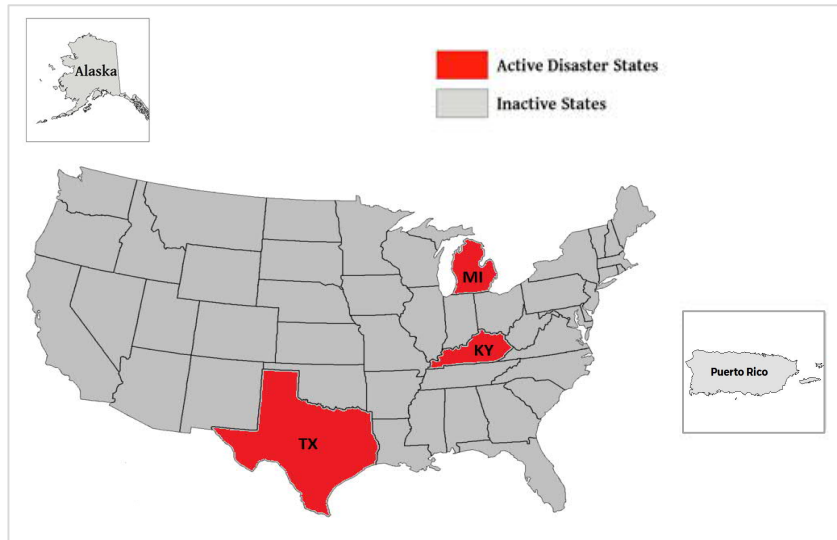 Alaska
Active Disaster States
Inactive States
MI
KY
Puerto Rico
TX